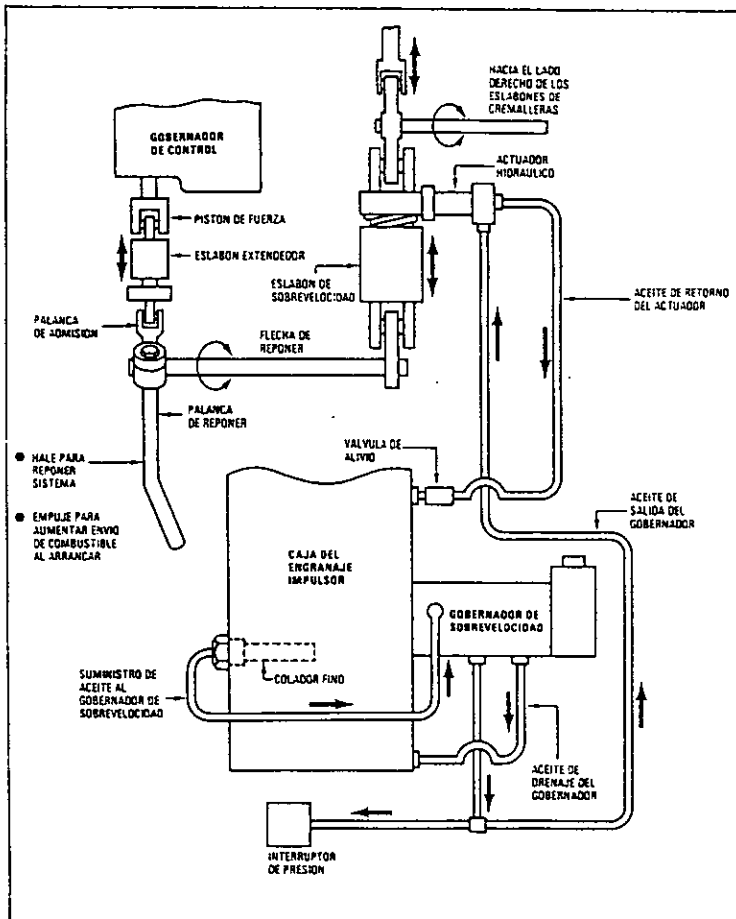 HACIA EL LADO
DERECHO DE LOS
ESLABONES DE
CREMALLERAS
GOBERNADOR
DE CONTROL
ACTUADOR
HIDRAULICO
PISTON DE FUERZA
ESLABON EXTENDEDOR
ESLABON DE
SOBREVELOCIDAD
ACEITE DE RETORNO
DEL ACTUADOR
PALANCA
DE ADMISION
FLECHA DE
REPONER
PALANCA
DE REPONER
● HALE PARA
REPONER
SISTEMA
● EMPUJE PARA
AUMENTAR ENVIO
DE COMBUSTIBLE
AL ARRANCAR
VALVULA DE
ALIVIO
ACEITE DE
SALIDA DEL
GOBERNADOR
CAJA DEL
ENGRANAJE
IMPULSOR
GOBERNADOR DE
SOBREVELOCIDAD
SUMINISTRO DE
ACEITE AL
GOBERNADOR DE
SOBREVELOCIDAD
COLADOR FINO
ACEITE DE
DRENAJE DEL
GOBERNADOR
INTERRUPTOR
DE PRESION